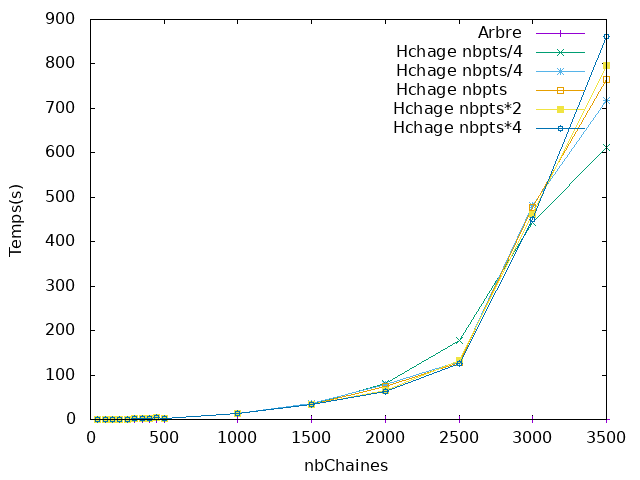 900
800
700
600
500
400
300
200
100
0
Temps(s)
Arbre
Hchage nbpts/4
Hchage nbpts/4
Hchage nbpts
Hchage nbpts*2
Hchage nbpts*4
0 500 1000 1500 2000 2500 3000 3500
nbChaines